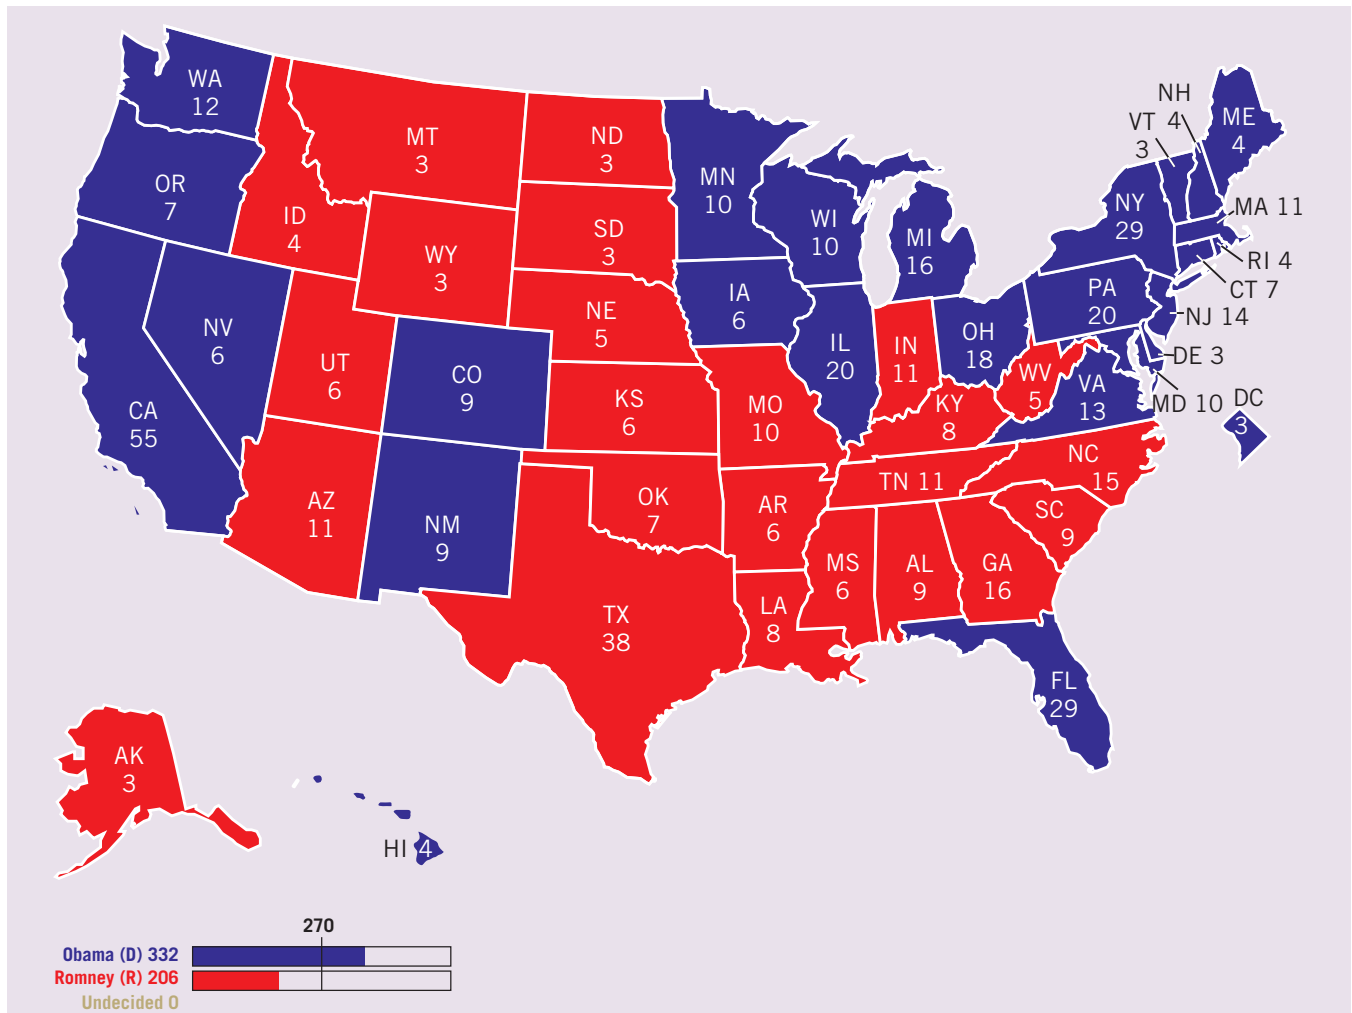 WA
12
OR
7
CA
55
NV
6
ID
4
MT
3
WY
3
UT
6
AZ
11
CO
9
NM
9
ND
3
SD
3
NE
5
KS
6
OK
7
TX
38
MN
10
IA
6
MO
10
AR
6
LA
8
WI
10
IL
20
MI
16
IN
11
OH
18
KY
8
TN 11
MS
6
AL
9
GA
16
FL
29
SC
9
NC
15
VA
13
WV
5
PA
20
NY
29
VT
3
NH
4
ME
4
MA 11
RI 4
CT 7
NJ 14
DE 3
MD 10
DC
3
AK
3
HI 4
270
Obama (D) 332
Romney (R) 206
Undecided 0